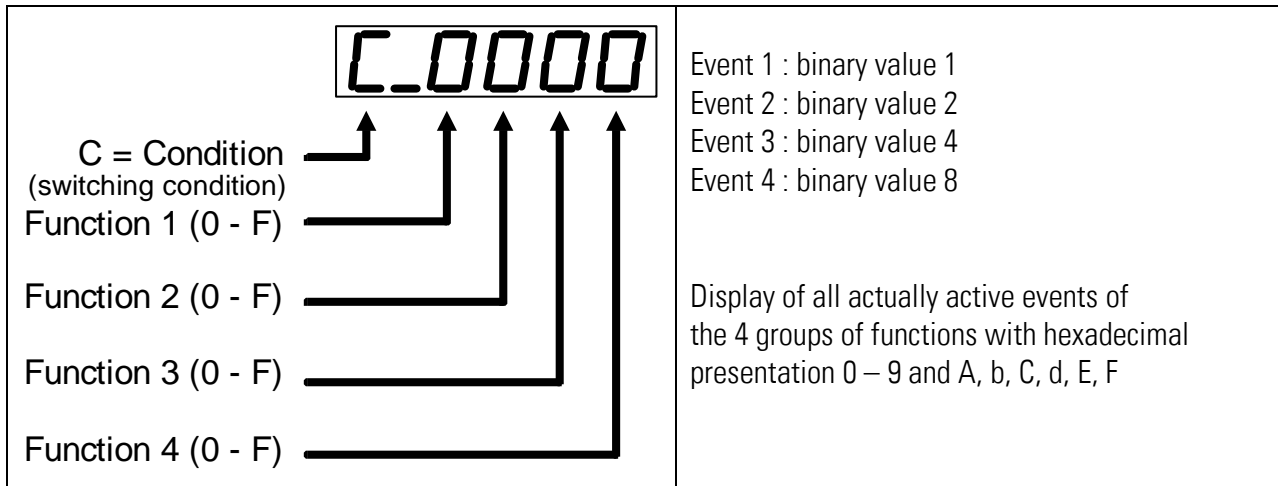 C_0000
C = Condition
(switching condition)
Function 1 (0 - F)
Function 2 (0 - F)
Function 3 (0 - F)
Function 4 (0 - F)
Event 1 : binary value 1
Event 2 : binary value 2
Event 3 : binary value 4
Event 4 : binary value 8
Display of all actually active events of
the 4 groups of functions with hexadecimal
presentation 0 – 9 and A, b, C, d, E, F